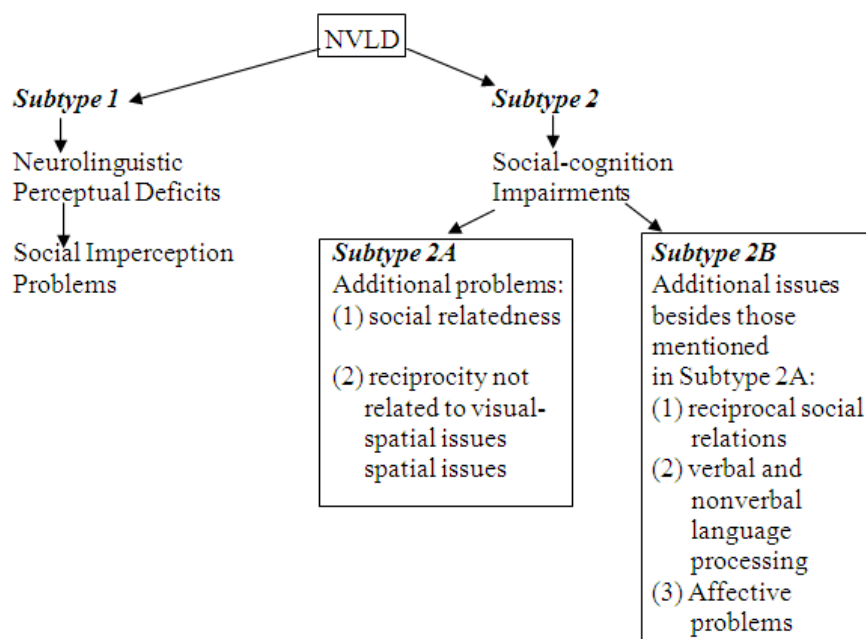 NVLD
Subtype 1
Neurolinguistic
Perceptual Deficits
Social Imperception
Problems
Subtype 2
Social-cognition
Impairments
Subtype 2A
Additional problems:
(1) social relatedness
(2) reciprocity not
related to visual-
spatial issues
spatial issues
Subtype 2B
Additional issues
besides those
mentioned
in Subtype 2A:
(1) reciprocal social
relations
(2) verbal and
nonverbal
language
processing
(3) Affective
problems